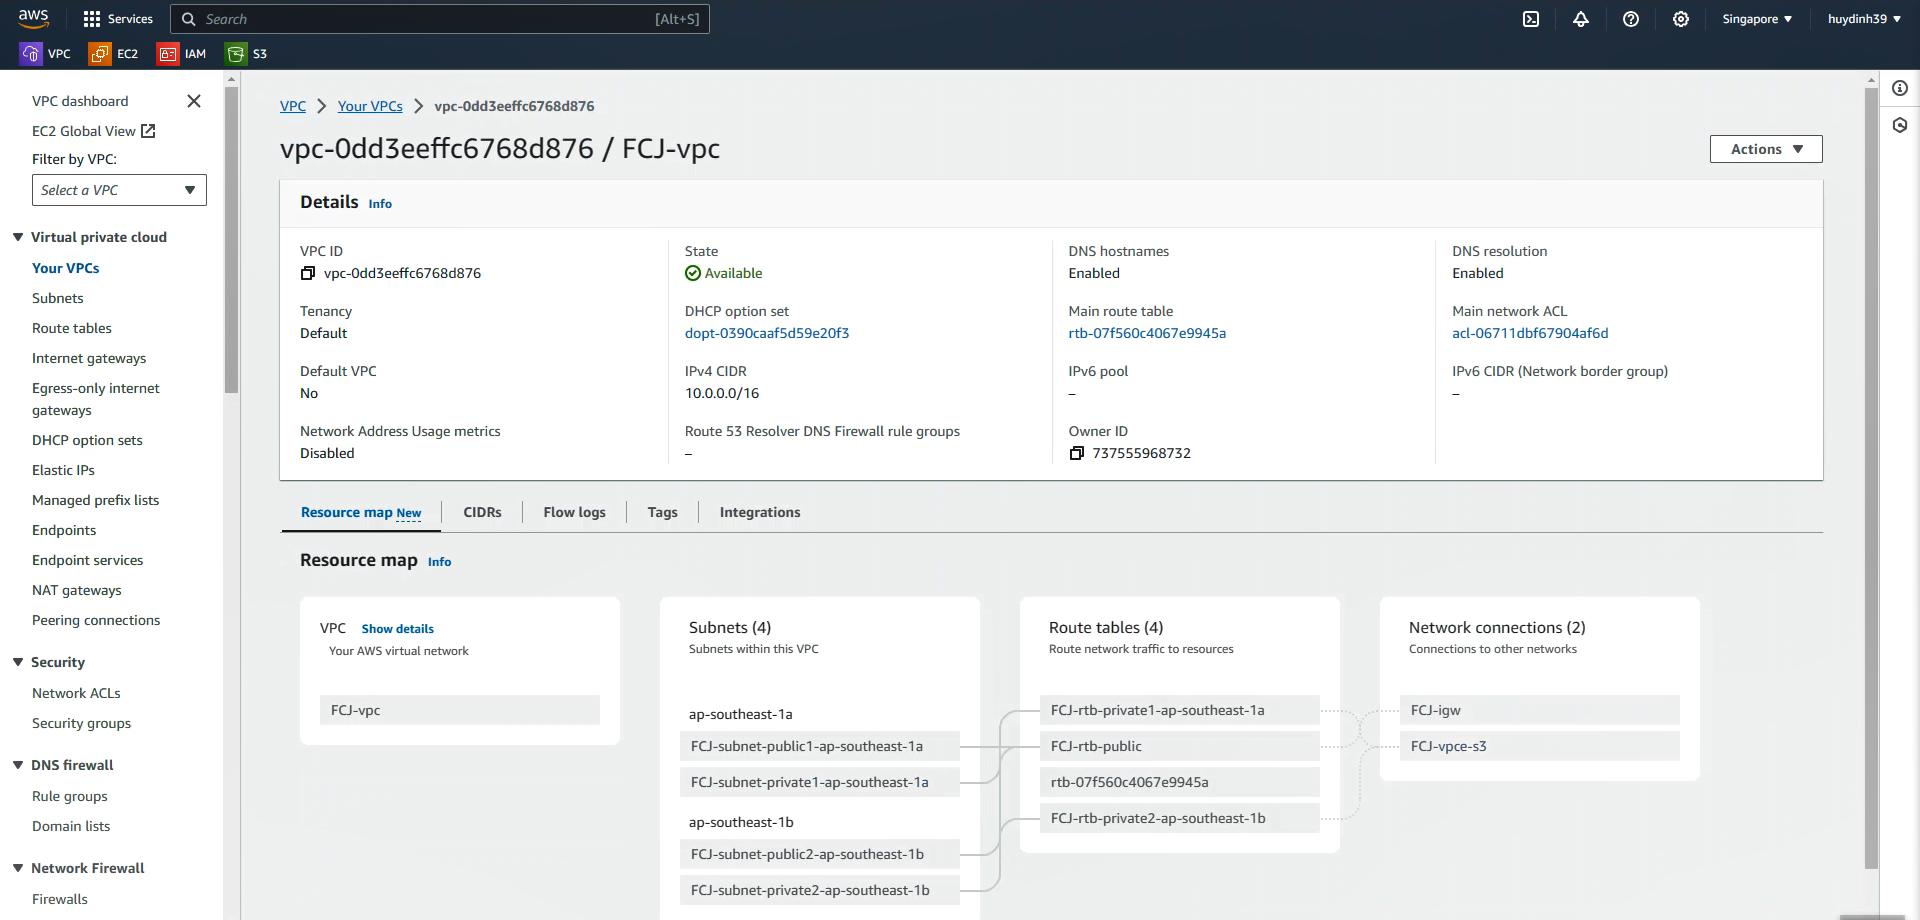 aws
Services
Search
[Alt+S]
Singapore
huydinh39
VPC
EC2
IAM
S3
VPC dashboard
EC2 Global View
Filter by VPC:
Select a VPC
Virtual private cloud
Your VPCs
Subnets
Route tables
Internet gateways
Egress-only internet
gateways
DHCP option sets
Elastic IPs
Managed prefix lists
Endpoints
Endpoint services
NAT gateways
Peering connections
Security
Network ACLs
Security groups
DNS firewall
Rule groups
Domain lists
Network Firewall
Firewalls
VPC
Your VPCs
vpc-0dd3eeffc6768d876
vpc-0dd3eeffc6768d876 / FCJ-vpc
Actions
Details Info
VPC ID
vpc-0dd3eeffc6768d876
State
Available
DNS hostnames
Enabled
DNS resolution
Enabled
Tenancy
Default
DHCP option set
dopt-0390caaf5d59e20f3
Main route table
rtb-07f560c4067e9945a
Main network ACL
acl-06711dbf67904af6d
Default VPC
No
IPv4 CIDR
10.0.0.0/16
IPv6 pool
–
IPv6 CIDR (Network border group)
–
Network Address Usage metrics
Disabled
Route 53 Resolver DNS Firewall rule groups
–
Owner ID
737555968732
Resource map New
CIDRs
Flow logs
Tags
Integrations
Resource map Info
VPC Show details
Your AWS virtual network
FCJ-vpc
Subnets (4)
Subnets within this VPC
ap-southeast-1a
FCJ-subnet-public1-ap-southeast-1a
FCJ-subnet-private1-ap-southeast-1a
ap-southeast-1b
FCJ-subnet-public2-ap-southeast-1b
FCJ-subnet-private2-ap-southeast-1b
Route tables (4)
Route network traffic to resources
FCJ-rtb-private1-ap-southeast-1a
FCJ-rtb-public
rtb-07f560c4067e9945a
FCJ-rtb-private2-ap-southeast-1b
Network connections (2)
Connections to other networks
FCJ-igw
FCJ-vpce-s3